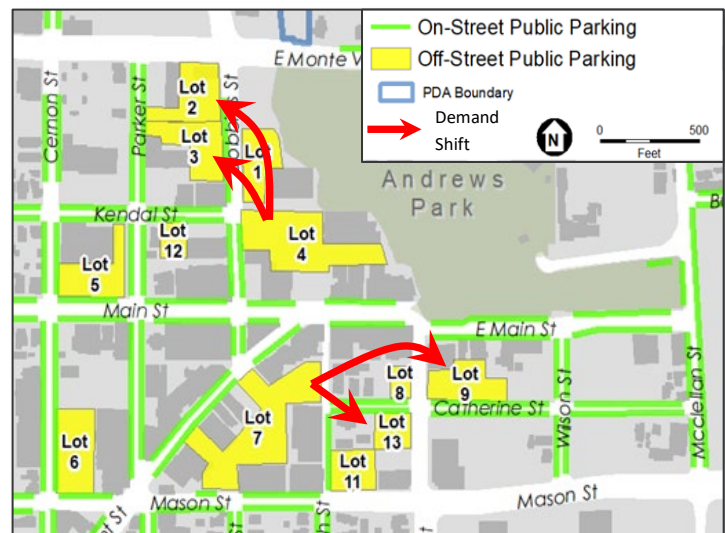 On-Street Public Parking
Off-Street Public Parking
PDA Boundary
Demand
Shift
N
0 500
Feet
E Monte V
Cernon St
Parker St
St
Lot
2
Lot
3
Lot
1
Andrews
Park
Kendal St
Lot
12
Lot
4
Lot
5
Main St
E Main St
Lot
8
Lot
9
Catherine St
Wilson St
Mcclellan St
Lot
6
Lot
7
Lot
13
Lot
11
Mason St
Mason St
St
St